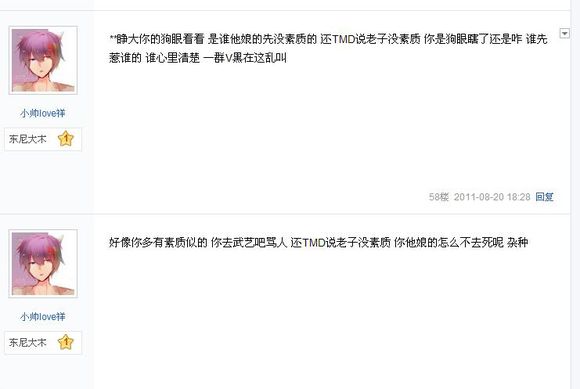 **睁大你的狗眼看看 是谁他娘的先没素质的 还TMD说老子没素质 你是狗眼瞎了还是咋 谁先
惹谁的 谁心里清楚 一群V黑在这乱叫
小帅love祥
东尼大木 1
58楼 2011-08-20 18:28 回复
好像你多有素质似的 你去武艺吧骂人 还TMD说老子没素质 你他娘的怎么不去死呢 杂种
小帅love祥
东尼大木 1